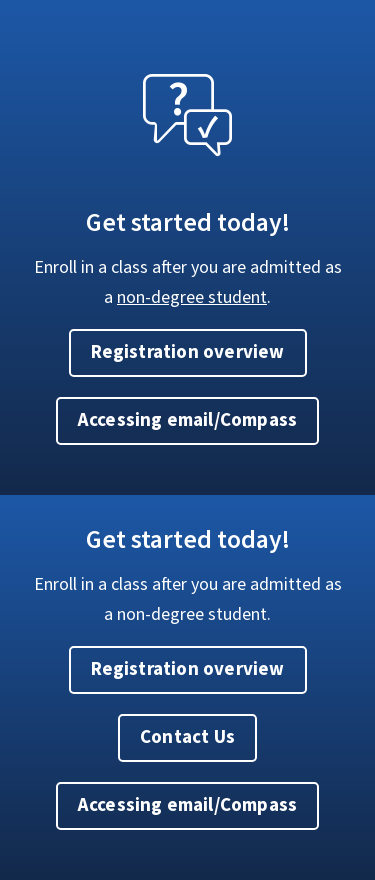 ?
Get started today!
Enroll in a class after you are admitted as
a non-degree student.
Registration overview
Accessing email/Compass
Get started today!
Enroll in a class after you are admitted as
a non-degree student.
Registration overview
Contact Us
Accessing email/Compass